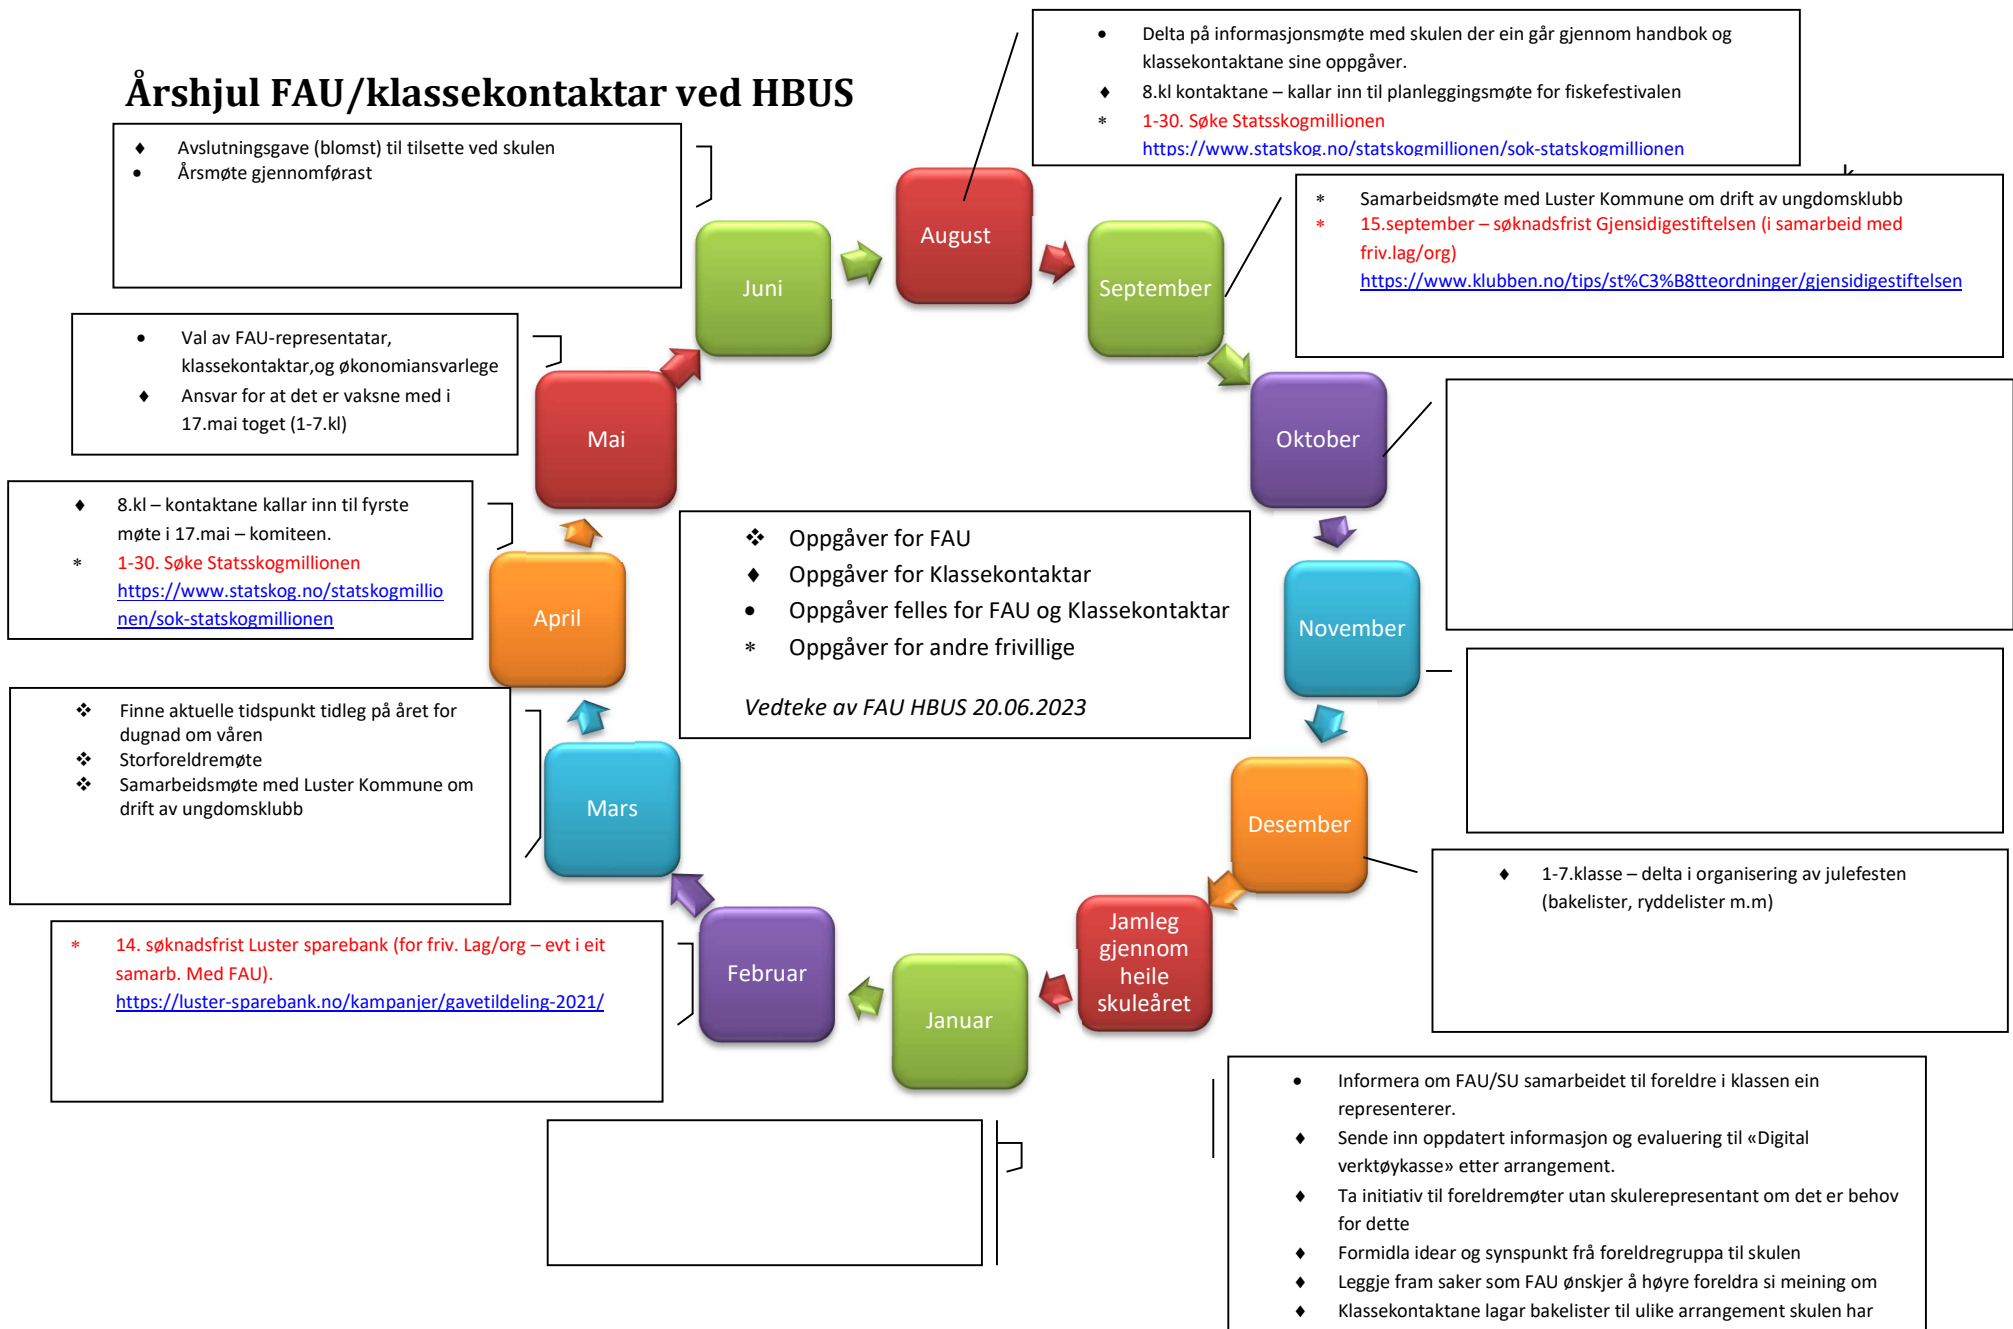 Årshjul FAU/klassekontaktar ved HBUS
• Delta på informasjonsmøte med skulen der ein går gjennom handbok og
klassekontaktane sine oppgåver.
♦ 8.kl kontaktane – kallar inn til planleggingsmøte for fiskefestivalen
* 1-30. Søke Statsskogmillionen
https://www.statskog.no/statskogmillionen/sok-statskogmillionen
* Samarbeidsmøte med Luster Kommune om drift av ungdomsklubb
* 15.september – søknadsfrist Gjensidigestiftelsen (i samarbeid med
friv.lag/org)
https://www.klubben.no/tips/st%C3%B8tteordninger/gjensidigestiftelsen
♦ Avslutningsgave (blomst) til tilsette ved skulen
• Årsmøte gjennomførast
August
September
Juni
• Val av FAU-representatar,
klassekontaktar,og økonomiansvarlege
♦ Ansvar for at det er vaksne med i
17.mai toget (1-7.kl)
Mai
Oktober
♦ 8.kl – kontaktane kallar inn til fyrste
møte i 17.mai – komiteen.
* 1-30. Søke Statsskogmillionen
https://www.statskog.no/statskogmillio
nen/sok-statskogmillionen
April
❖ Oppgåver for FAU
♦ Oppgåver for Klassekontaktar
• Oppgåver felles for FAU og Klassekontaktar
* Oppgåver for andre frivillige
Vedteke av FAU HBUS 20.06.2023
November
❖ Finne aktuelle tidspunkt tidleg på året for
dugnad om våren
❖ Storforeldremøte
❖ Samarbeidsmøte med Luster Kommune om
drift av ungdomsklubb
Mars
Desember
♦ 1-7.klasse – delta i organisering av julefesten
(bakelister, ryddelister m.m)
* 14. søknadsfrist Luster sparebank (for friv. Lag/org – evt i eit
samarb. Med FAU).
https://luster-sparebank.no/kampanjer/gavetildeling-2021/
Februar
Januar
Jamleg
gjennom
heile
skuleåret
• Informera om FAU/SU samarbeidet til foreldre i klassen ein
representerer.
♦ Sende inn oppdatert informasjon og evaluering til «Digital
verktøykasse» etter arrangement.
♦ Ta initiativ til foreldremøter utan skulerepresentant om det er behov
for dette
♦ Formidla idear og synspunkt frå foreldregruppa til skulen
♦ Leggje fram saker som FAU ønskjer å høyre foreldra si meining om
♦ Klassekontaktane lagar bakelister til ulike arrangement skulen har